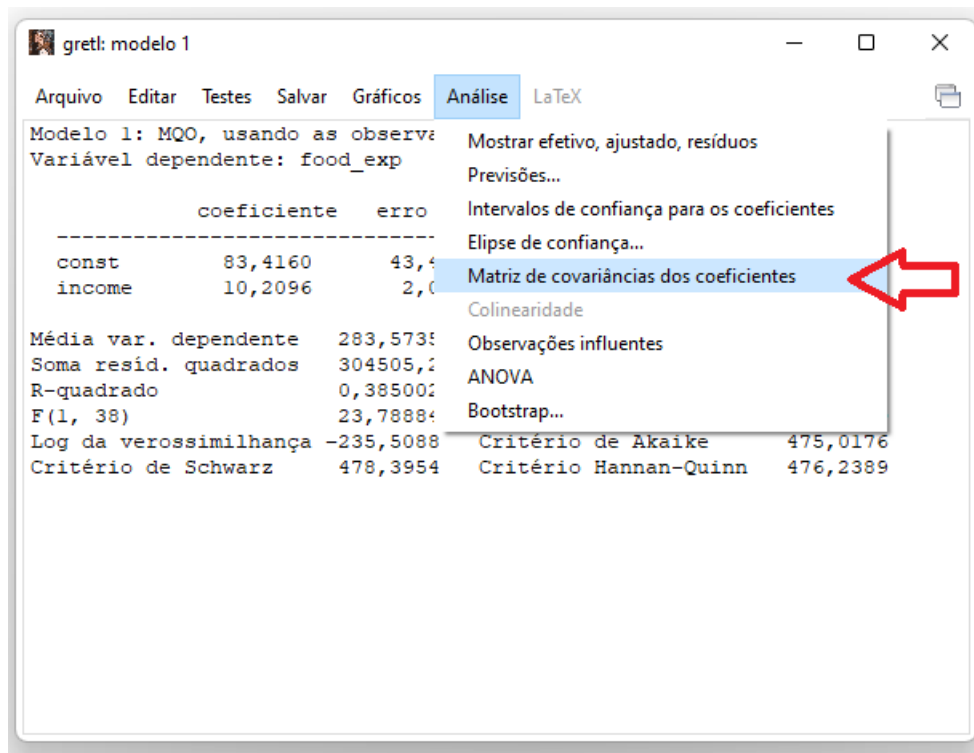 gretl: modelo 1
Arquivo Editar Testes Salvar Gráficos Análise LaTeX
Modelo 1: MQO, usando as
Variável dependente: food_exp
coeficiente erro
const 83,4160 43,
income 10,2096 2,
Média var. dependente 283,5735
Soma resíd. quadrados 304505,2
R-quadrado 0,385002
F(1, 38) 23,78884
Log da verossimilhança -235,5088 Critério de Akaike 475,0176
Critério de Schwarz 478,3954 Critério Hannan-Quinn 476,2389
Mostrar efetivo, ajustado, resíduos
Previsões...
Intervalos de confiança para os coeficientes
Elipse de confiança...
Matriz de covariâncias dos coeficientes
Colinearidade
Observações influentes
ANOVA
Bootstrap...